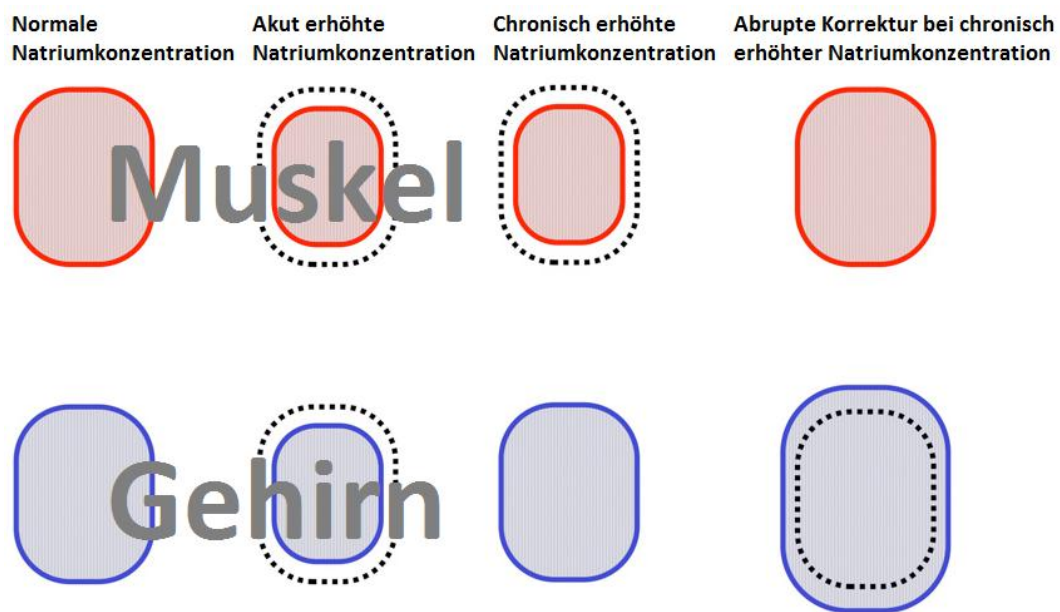 Normale
Natriumkonzentration
Akut erhöhte
Natriumkonzentration
Chronisch erhöhte
Natriumkonzentration
Abrupte Korrektur bei chronisch
erhöhter Natriumkonzentration
Muskel
Gehirn